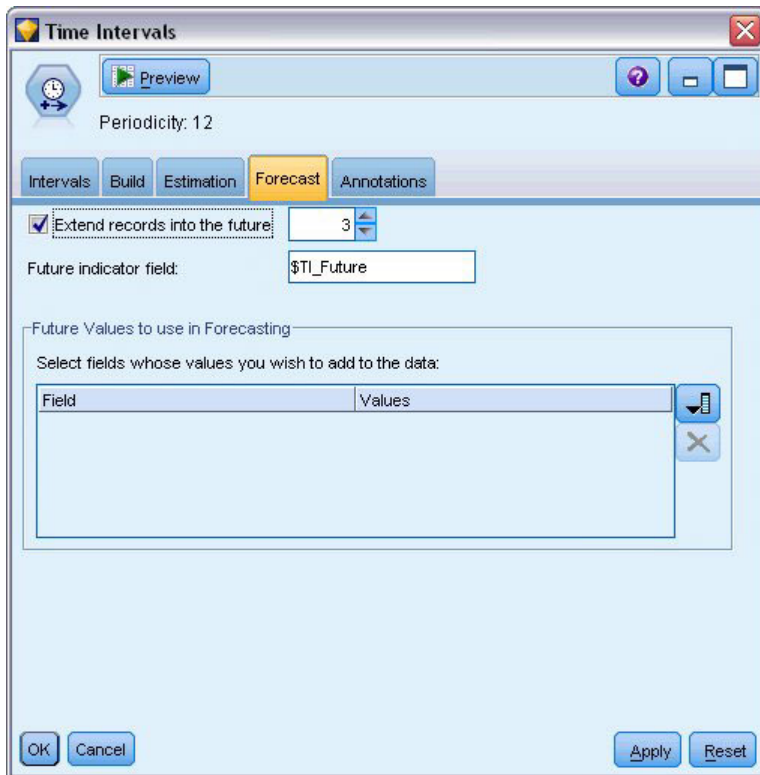 Time Intervals
Preview
Periodicity: 12
Intervals Build Estimation Forecast Annotations
Extend records into the future 3
Future indicator field: $TI_Future
Future Values to use in Forecasting
Select fields whose values you wish to add to the data:
Field Values
OK Cancel Apply Reset